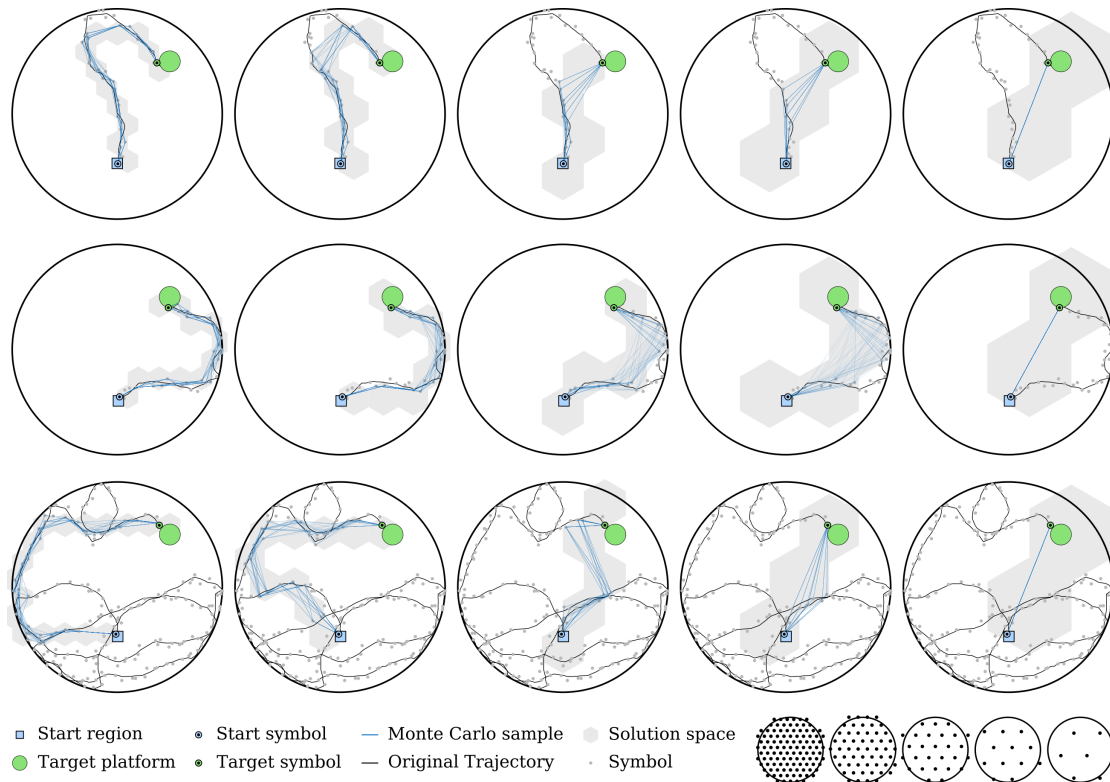 Start region
Start symbol
Monte Carlo sample
Solution space
Target platform
Target symbol
Original Trajectory
Symbol